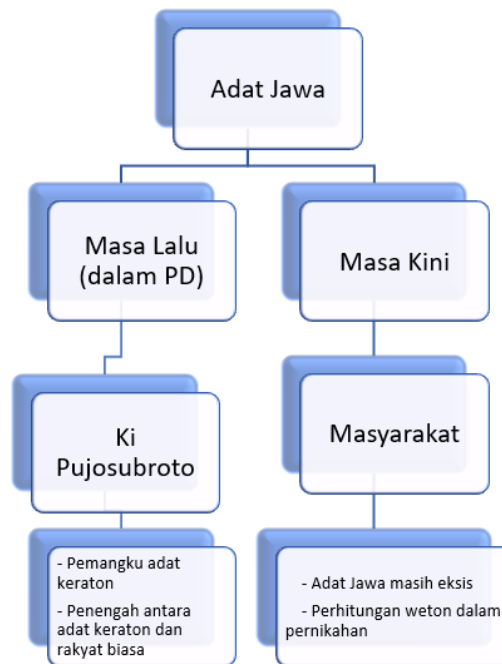 Adat Jawa
Masa Lalu
(dalam PD)
Masa Kini
Ki
Pujosubroto
Masyarakat
- Pemangku adat
keraton
- Penengah antara
adat keraton dan
rakyat biasa
- Adat Jawa masih eksis
- Perhitungan weton dalam
pernikahan